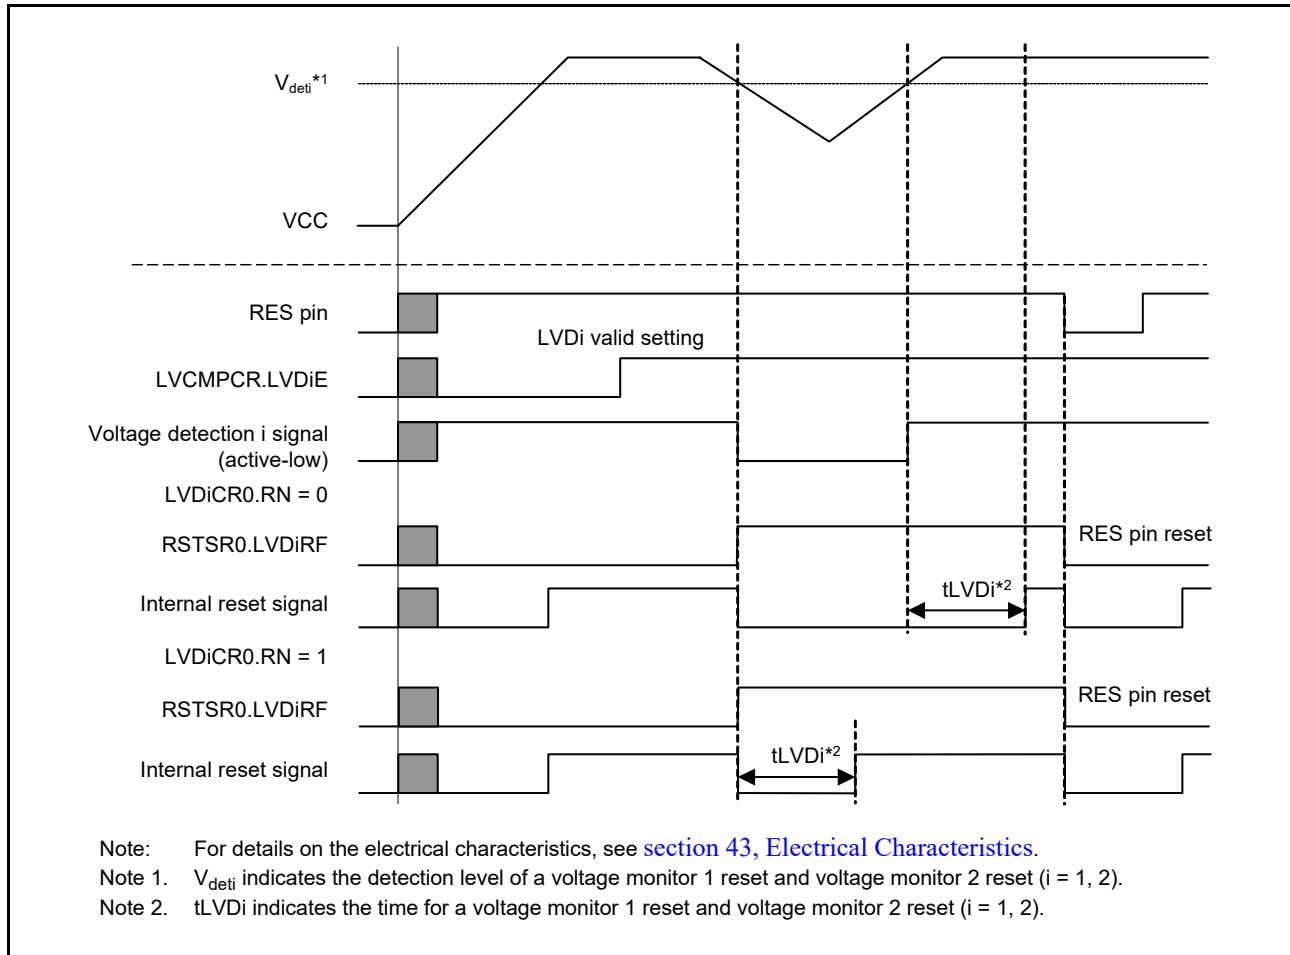 Vdeti*1
VCC
RES pin
LVDi valid setting
LVCMPCR.LVDiE
Voltage detection i signal
(active-low)
LVDiCR0.RN = 0
RSTSR0.LVDiRF
RES pin reset
Internal reset signal
tLVDi*2
LVDiCR0.RN = 1
RSTSR0.LVDiRF
RES pin reset
Internal reset signal
tLVDi*2
Note: For details on the electrical characteristics, see section 43, Electrical Characteristics.
Note 1. Vdeti indicates the detection level of a voltage monitor 1 reset and voltage monitor 2 reset (i = 1, 2).
Note 2. tLVDi indicates the time for a voltage monitor 1 reset and voltage monitor 2 reset (i = 1, 2).